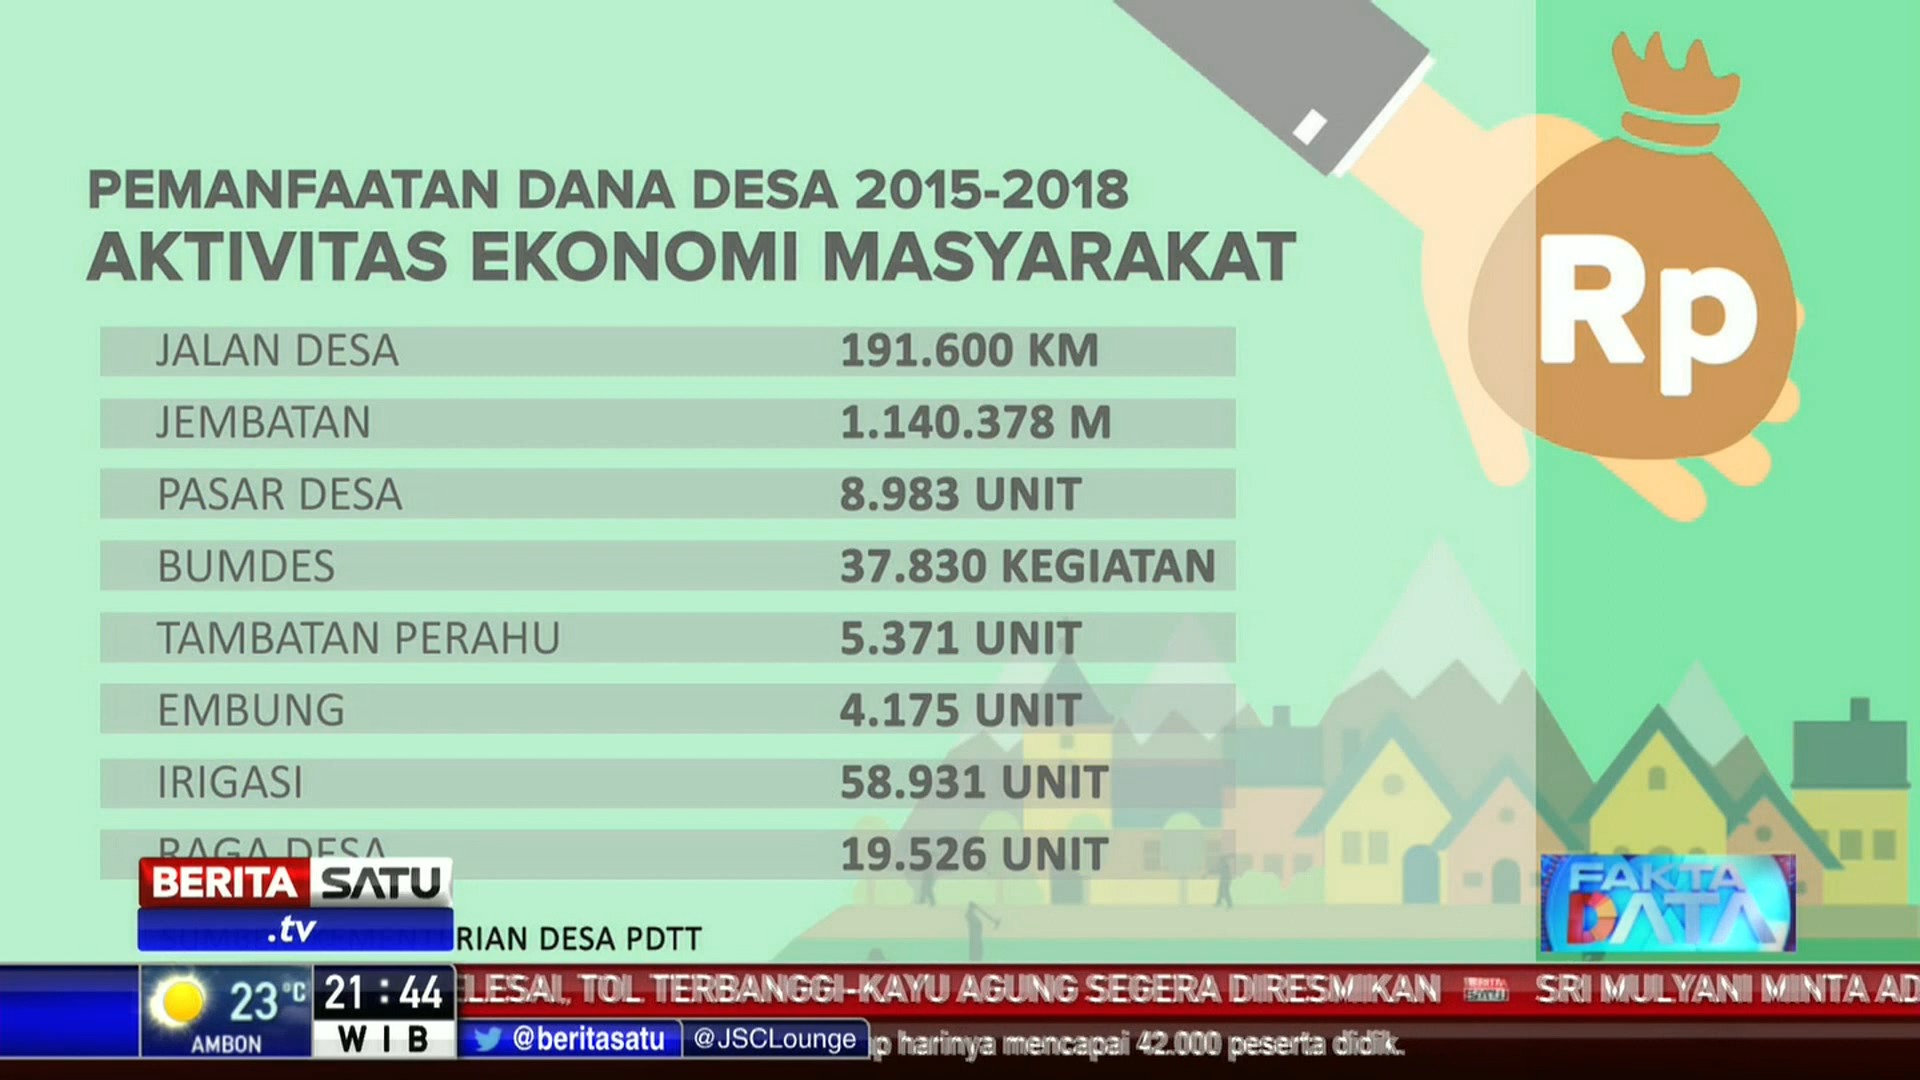 PEMANFAATAN DANA DESA 2015-2018
AKTIVITAS EKONOMI MASYARAKAT
Rp
JALAN DESA 191.600 KM
JEMBATAN 1.140.378 M
PASAR DESA 8.983 UNIT
BUMDES 37.830 KEGIATAN
TAMBATAN PERAHU 5.371 UNIT
EMBUNG 4.175 UNIT
IRIGASI 58.931 UNIT
RAGA DESA 19.526 UNIT
BERITA SATU
.tv
RIAN DESA PDTT
FAKTA
DATA
23°C
AMBON
21:44
WIB
LESAI, TOL TERBANGGI-KAYU AGUNG SEGERA DIRESMIKAN
SRI MULYANI MINTA AD
@beritasatu
@JSCLounge
p harinya mencapai 42.000 peserta didik.